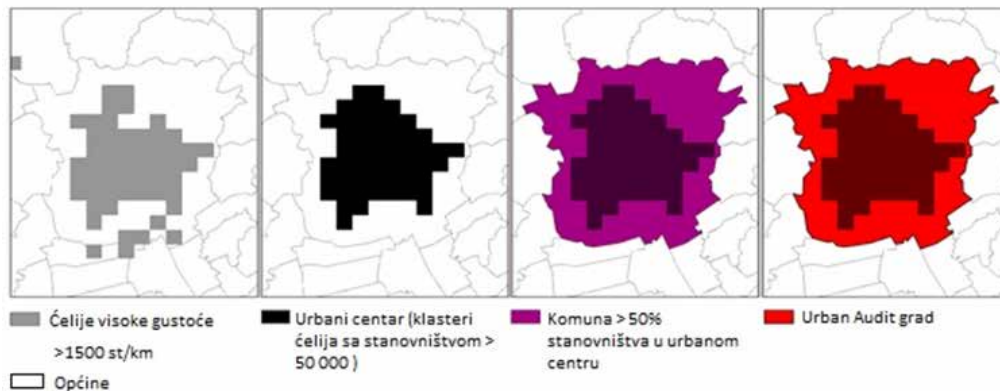 Ćelije visoke gustoće
>1500 st/km
Općine
Urbani centar (klasteri
ćelija sa stanovništvom >
50 000 )
Komuna > 50%
stanovništva u urbanom
centru
Urban Audit grad